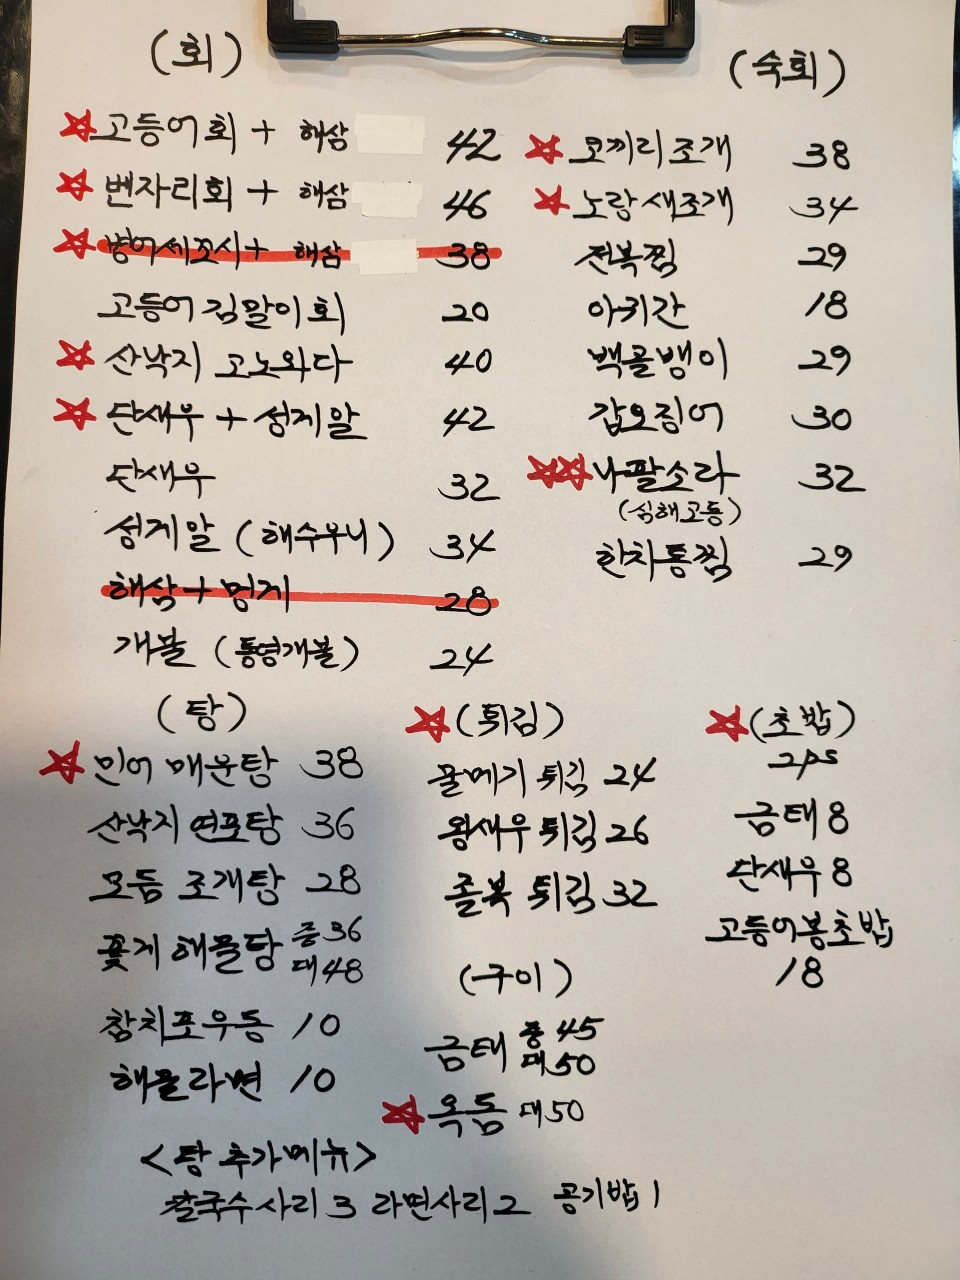 (회)
고등어회 + 해삼 42
벤자리회 + 해삼 46
병어세꼬시 + 해삼 38
고등어김말이회 20
산낙지 고노와다 40
단새우 + 성게알 42
단새우 32
성게알 (해수우니) 34
해삼 + 멍게 28
개불 (통영개불) 24
(숙회)
코끼리조개 38
노랑새조개 34
전복찜 29
아귀간 18
백골뱅이 29
갑오징어 30
나팔소라 32
(심해고동)
한치통찜 29
(탕)
민어 매운탕 38
산낙지 연포탕 36
모듬 조개탕 28
꽃게 해물탕 중36
대48
참치포우동 10
해물라면 10
<탕 추가메뉴>
칼국수사리 3 라면사리 2 공기밥 1
(튀김)
물메기 튀김 24
왕새우 튀김 26
졸복 튀김 32
(구이)
금태 중 45
대 50
옥돔 대50
(초밥)
2ps
금태 8
단새우 8
고등어봉초밥
18